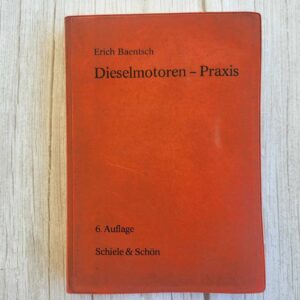 Erich Baentsch
Dieselmotoren – Praxis
6. Auflage
Schiele & Schön